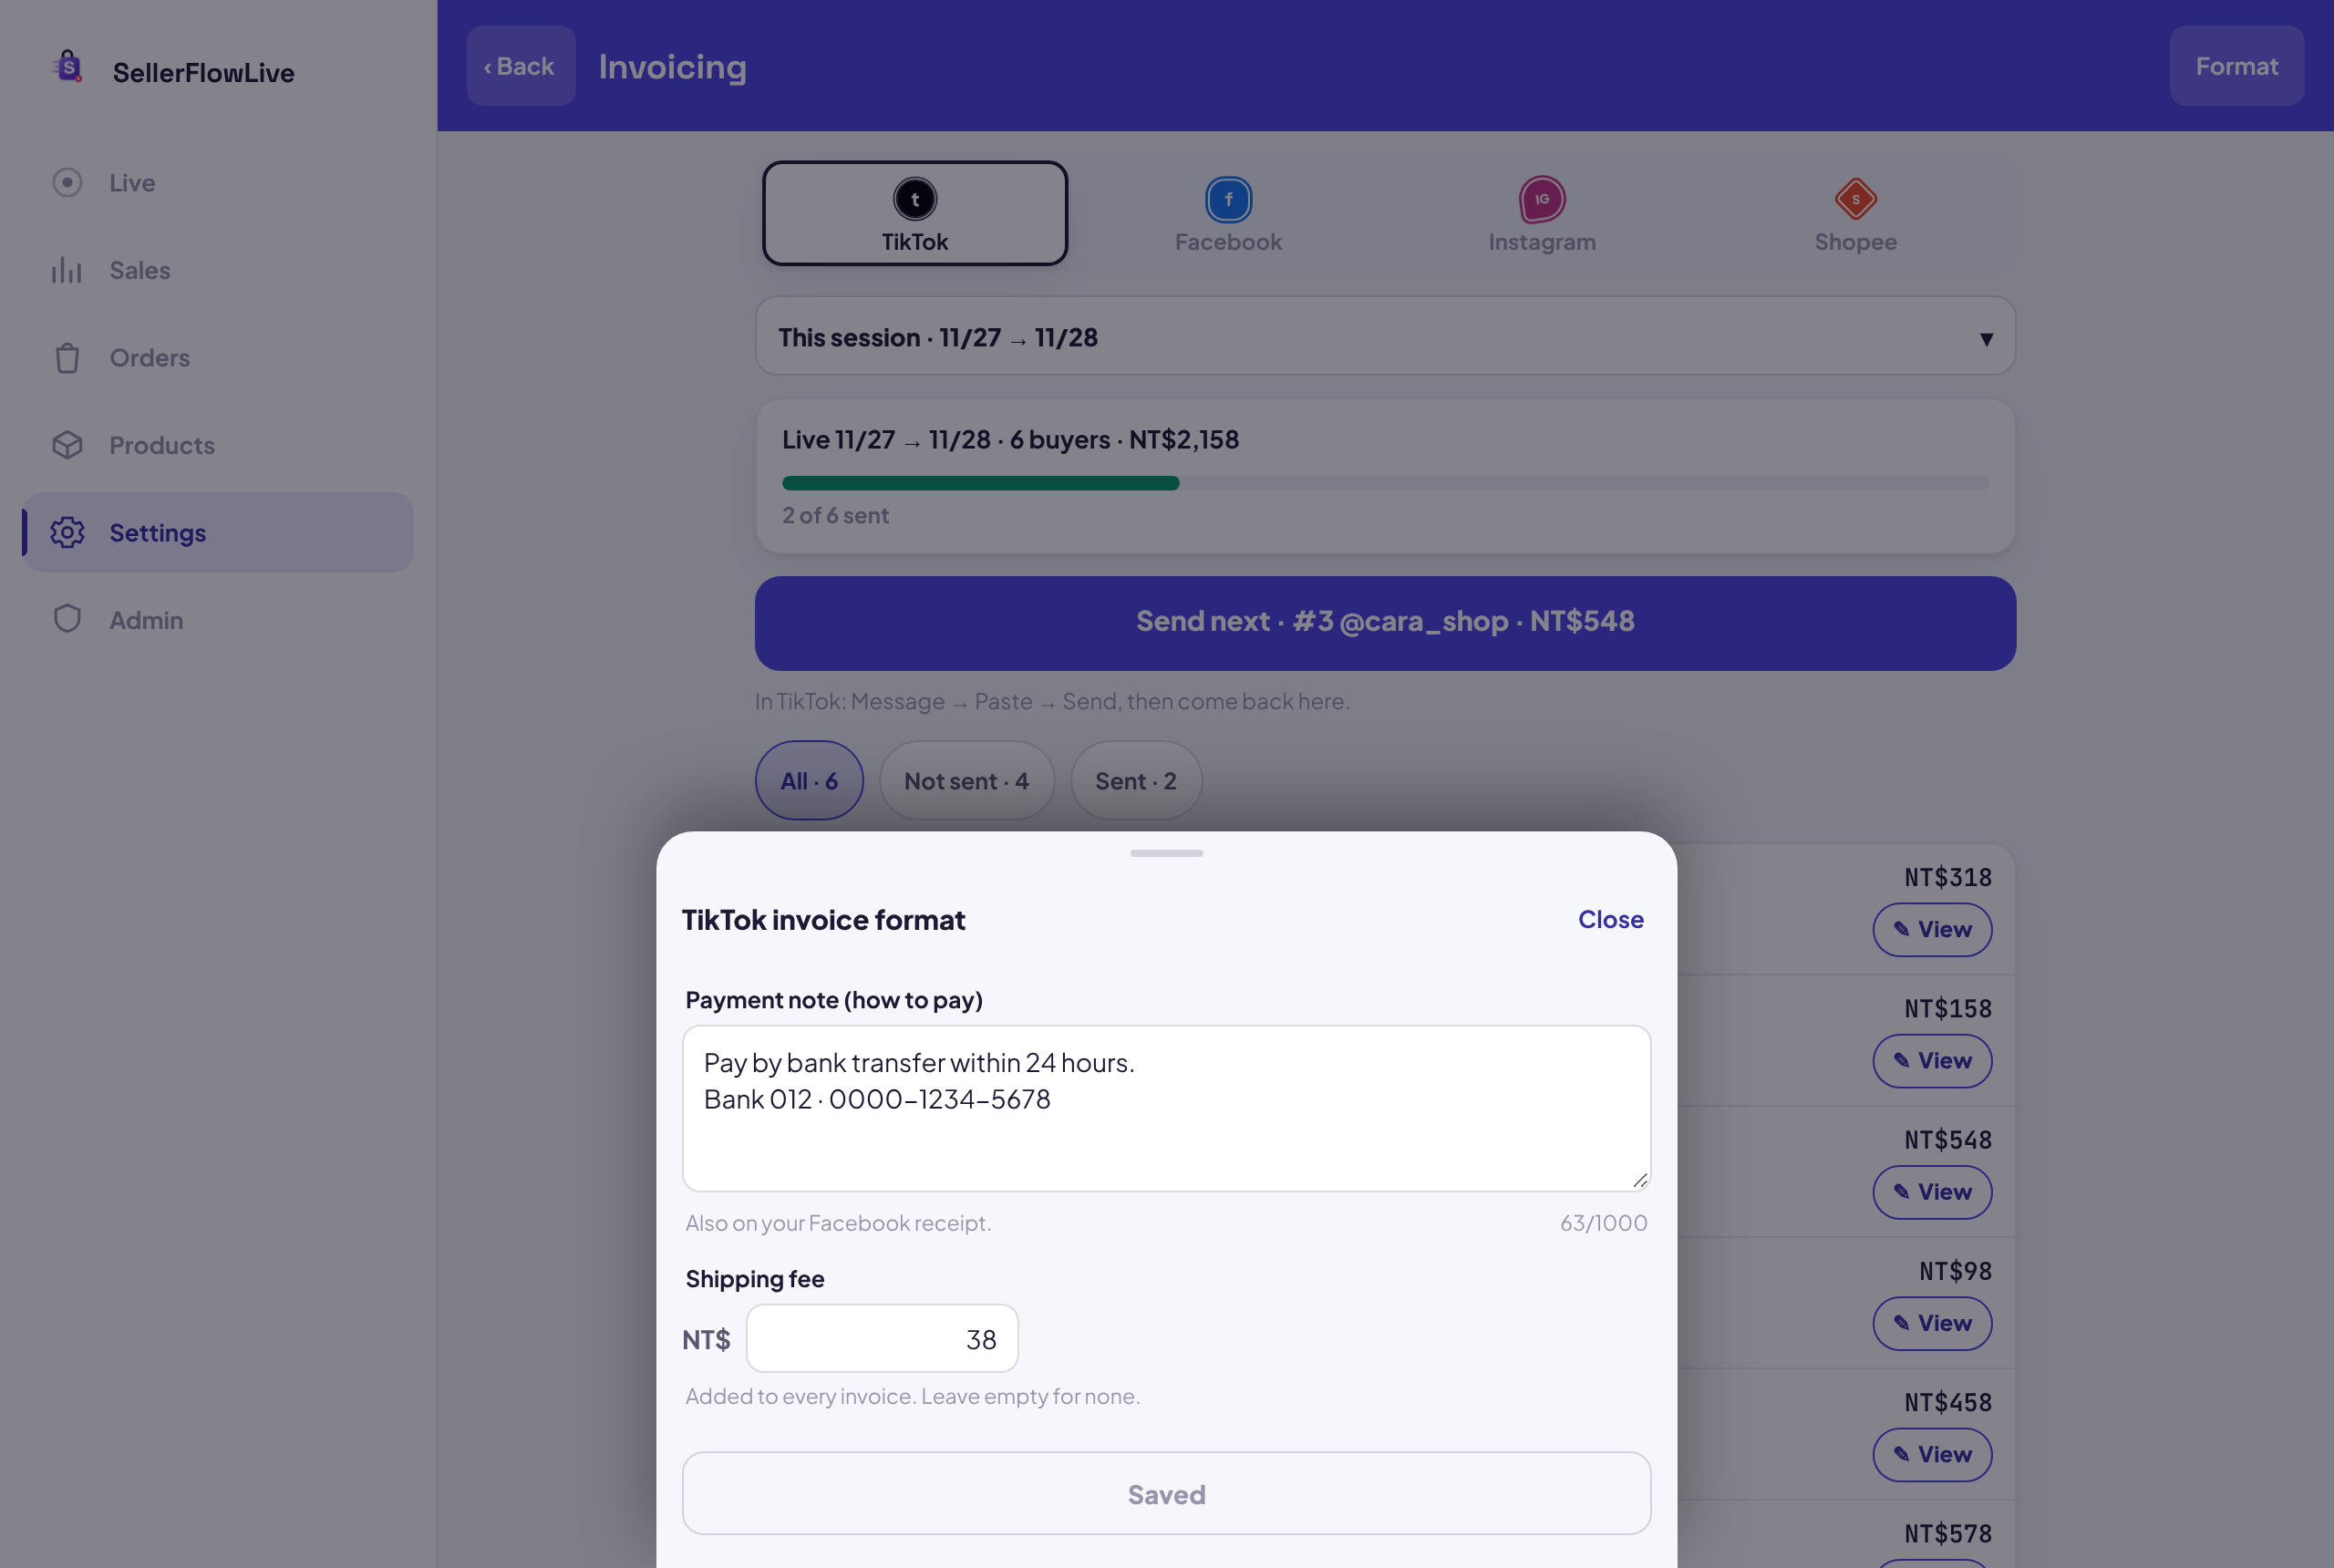 SellerFlowLive
Live
Sales
Orders
Products
Settings
Admin
‹ Back
Invoicing
Format
t
TikTok
f
Facebook
IG
Instagram
S
Shopee
This session · 11/27 → 11/28
▼
Live 11/27 → 11/28 · 6 buyers · NT$2,158
2 of 6 sent
Send next · #3 @cara_shop · NT$548
In TikTok: Message → Paste → Send, then come back here.
All · 6
Not sent · 4
Sent · 2
NT$318
✎ View
NT$158
✎ View
NT$548
✎ View
NT$98
✎ View
NT$458
✎ View
NT$578
TikTok invoice format
Close
Payment note (how to pay)
Pay by bank transfer within 24 hours.
Bank 012 · 0000-1234-5678
Also on your Facebook receipt.
63/1000
Shipping fee
NT$
38
Added to every invoice. Leave empty for none.
Saved